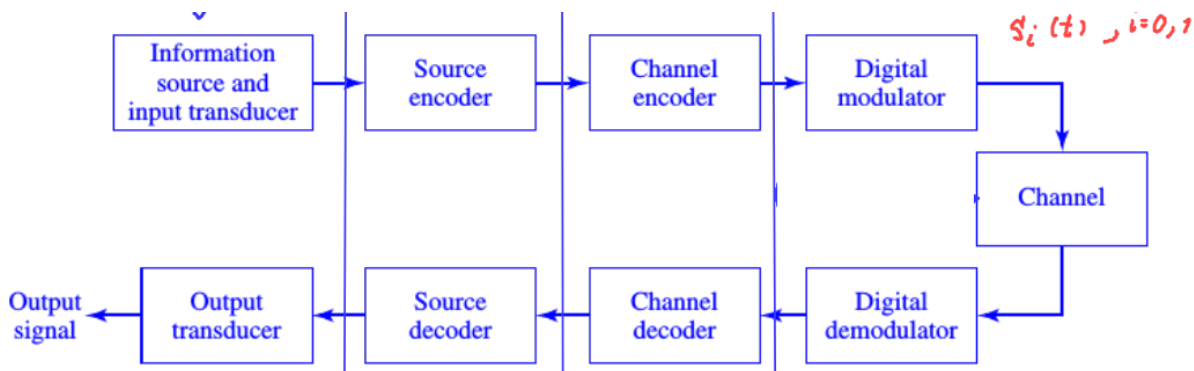 s_i (t) , i=0,1
Information
source and
input transducer
Source
encoder
Channel
encoder
Digital
modulator
Channel
Output
signal
Output
transducer
Source
decoder
Channel
decoder
Digital
demodulator